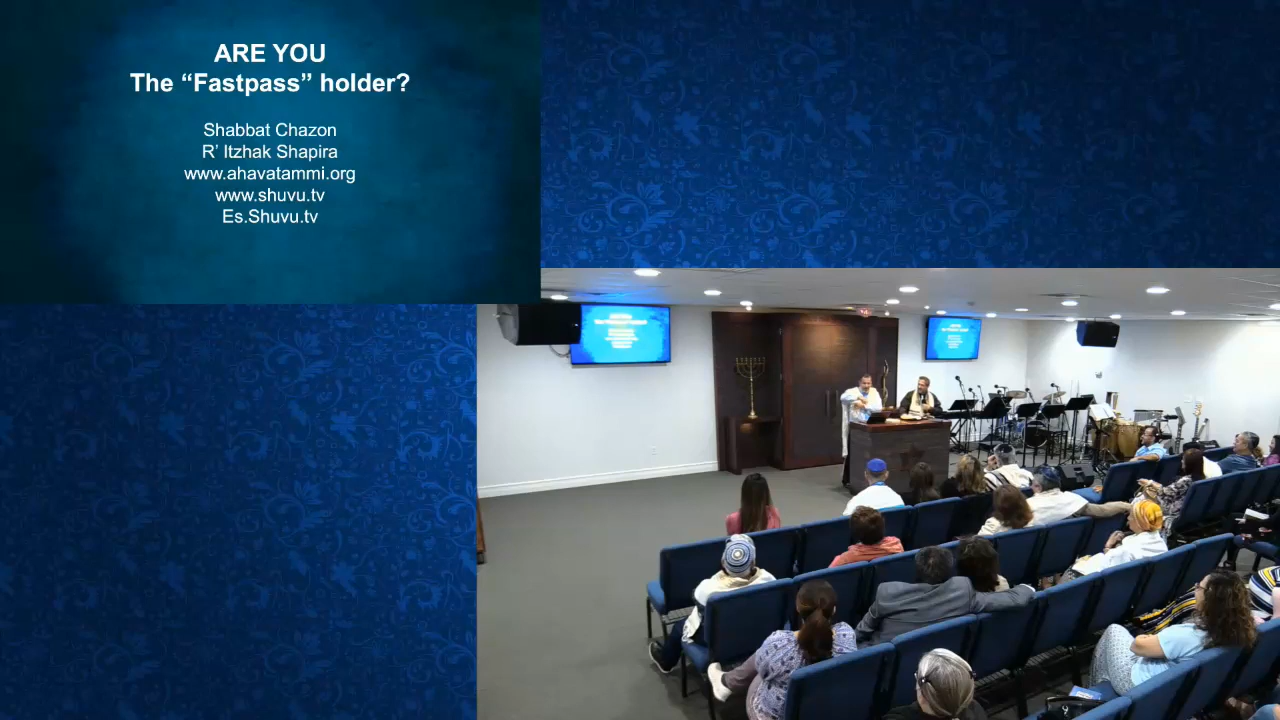 ARE YOU
The “Fastpass” holder?
Shabbat Chazon
R’ Itzhak Shapira
www.ahavatammi.org
www.shuvu.tv
Es.Shuvu.tv